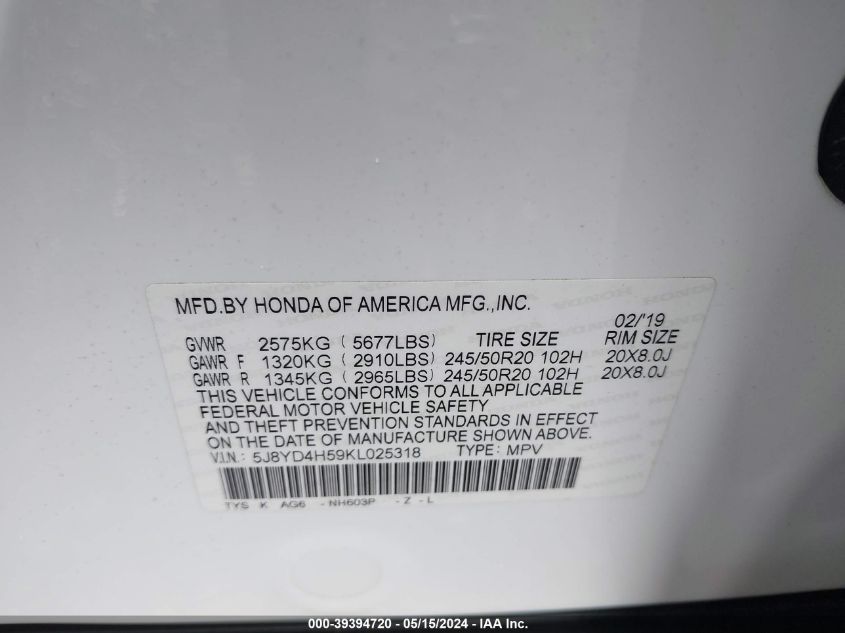 MFD.BY HONDA OF AMERICA MFG.,INC.
02/'19
GVWR 2575KG ( 5677LBS) TIRE SIZE RIM SIZE
GAWR F 1320KG ( 2910LBS) 245/50R20 102H 20X8.0J
GAWR R 1345KG ( 2965LBS) 245/50R20 102H 20X8.0J
THIS VEHICLE CONFORMS TO ALL APPLICABLE
FEDERAL MOTOR VEHICLE SAFETY
AND THEFT PREVENTION STANDARDS IN EFFECT
ON THE DATE OF MANUFACTURE SHOWN ABOVE.
V.I.N.: 5J8YD4H59KL025318 TYPE: MPV
TYS K AG6 -NH603P -Z -L
000-39394720 - 05/15/2024 - IAA Inc.